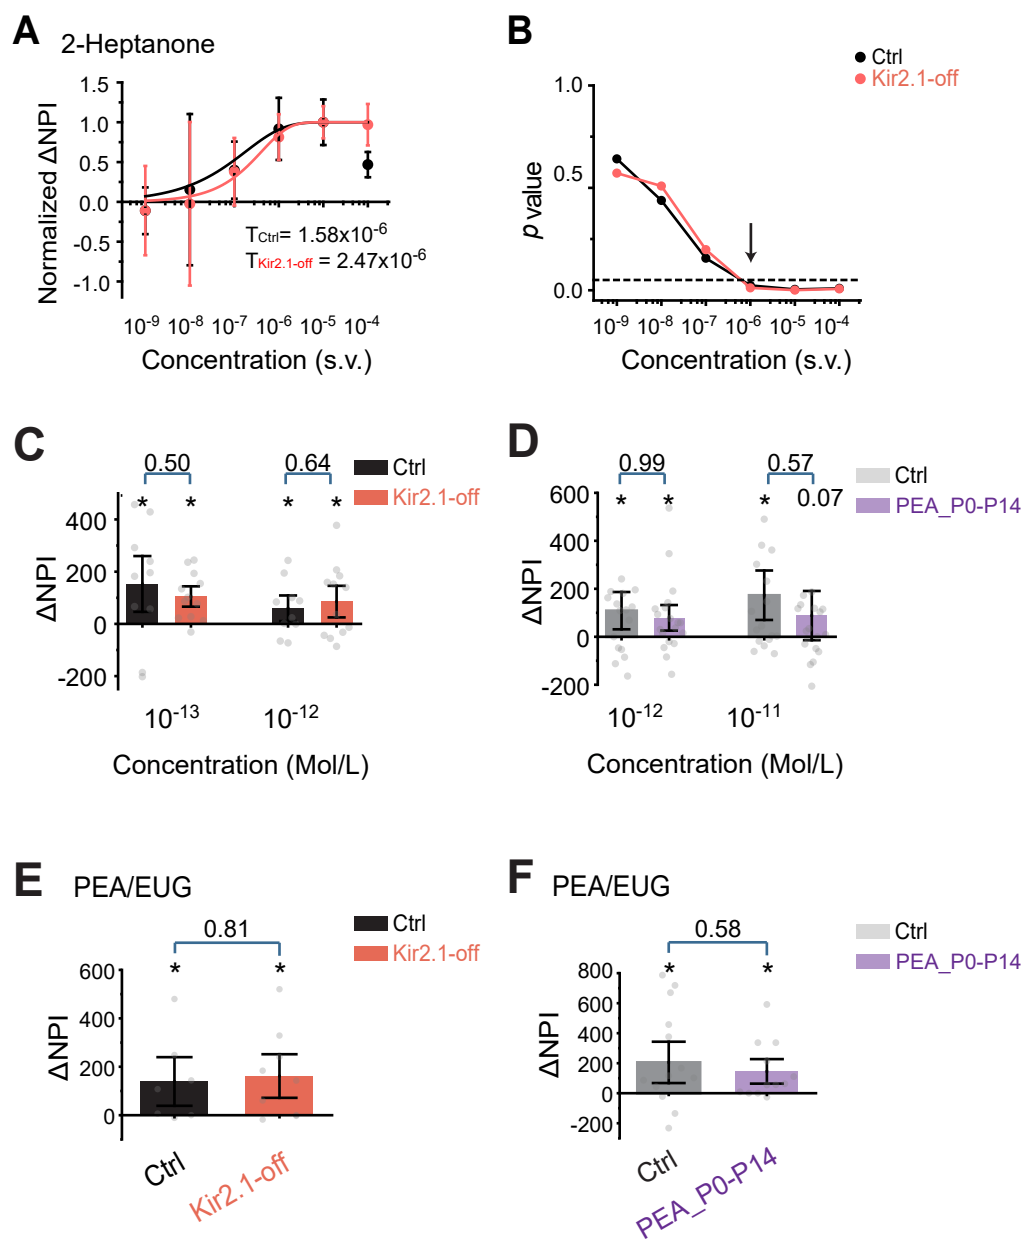 A
2-Heptanone
Normalized ΔNPI
1.5
1.0
0.5
0.0
-0.5
-1.0
TCtrl= 1.58x10-6
TKir2.1-off = 2.47x10-6
10-9 10-8 10-7 10-6 10-5 10-4
Concentration (s.v.)
B
Ctrl
Kir2.1-off
p value
1.0
0.5
0.0
10-9 10-8 10-7 10-6 10-5 10-4
Concentration (s.v.)
C
0.50 0.64
Ctrl
Kir2.1-off
* * * *
ΔNPI
400
200
0
-200
10-13 10-12
Concentration (Mol/L)
D
0.99 0.57
Ctrl
PEA_P0-P14
* * * 0.07
ΔNPI
600
400
200
0
-200
10-12 10-11
Concentration (Mol/L)
E
PEA/EUG
0.81
Ctrl
Kir2.1-off
* *
ΔNPI
600
400
200
0
Ctrl
Kir2.1-off
F
PEA/EUG
0.58
Ctrl
PEA_P0-P14
* *
ΔNPI
800
600
400
200
0
-200
Ctrl
PEA_P0-P14